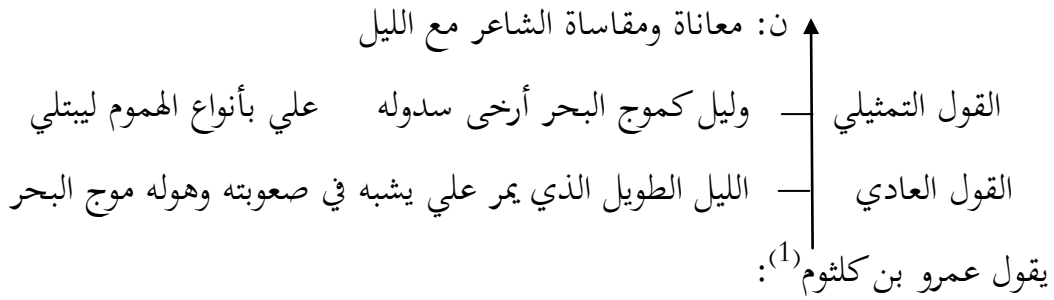 ن: معاناة ومقاساة الشاعر مع الليل
القول التمثيلي وليل كموج البحر أرخى سدوله علي بأنواع الهموم ليبتلي
القول العادي الليل الطويل الذي يمر علي يشبه في صعوبته وهوله موج البحر
يقول عمرو بن كلثوم(1):